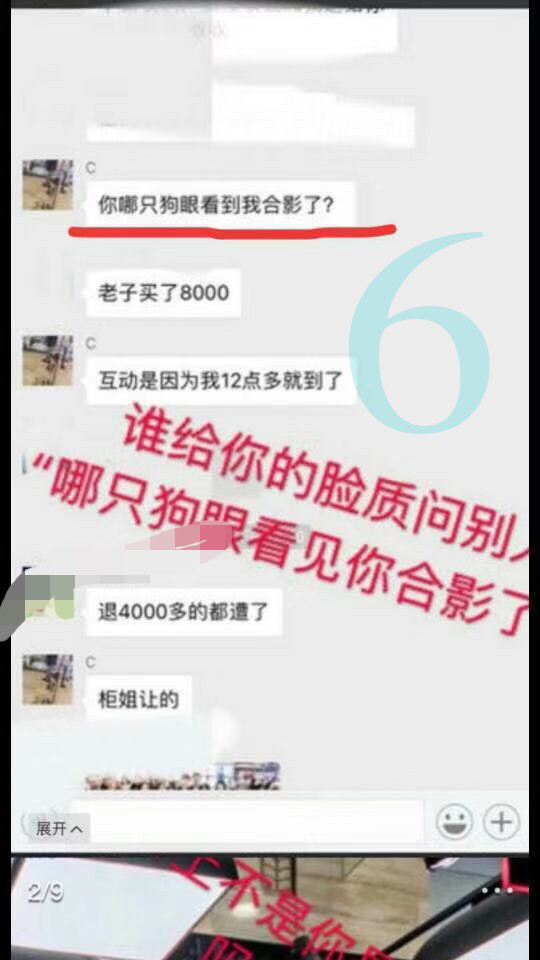 C
你哪只狗眼看到我合影了?
老子买了8000
C
互动是因为我12点多就到了
6
谁给你的脸质问别
“哪只狗眼看见你合影了
退4000多的都遭了
C
柜姐让的
展开
2/9
上不是你